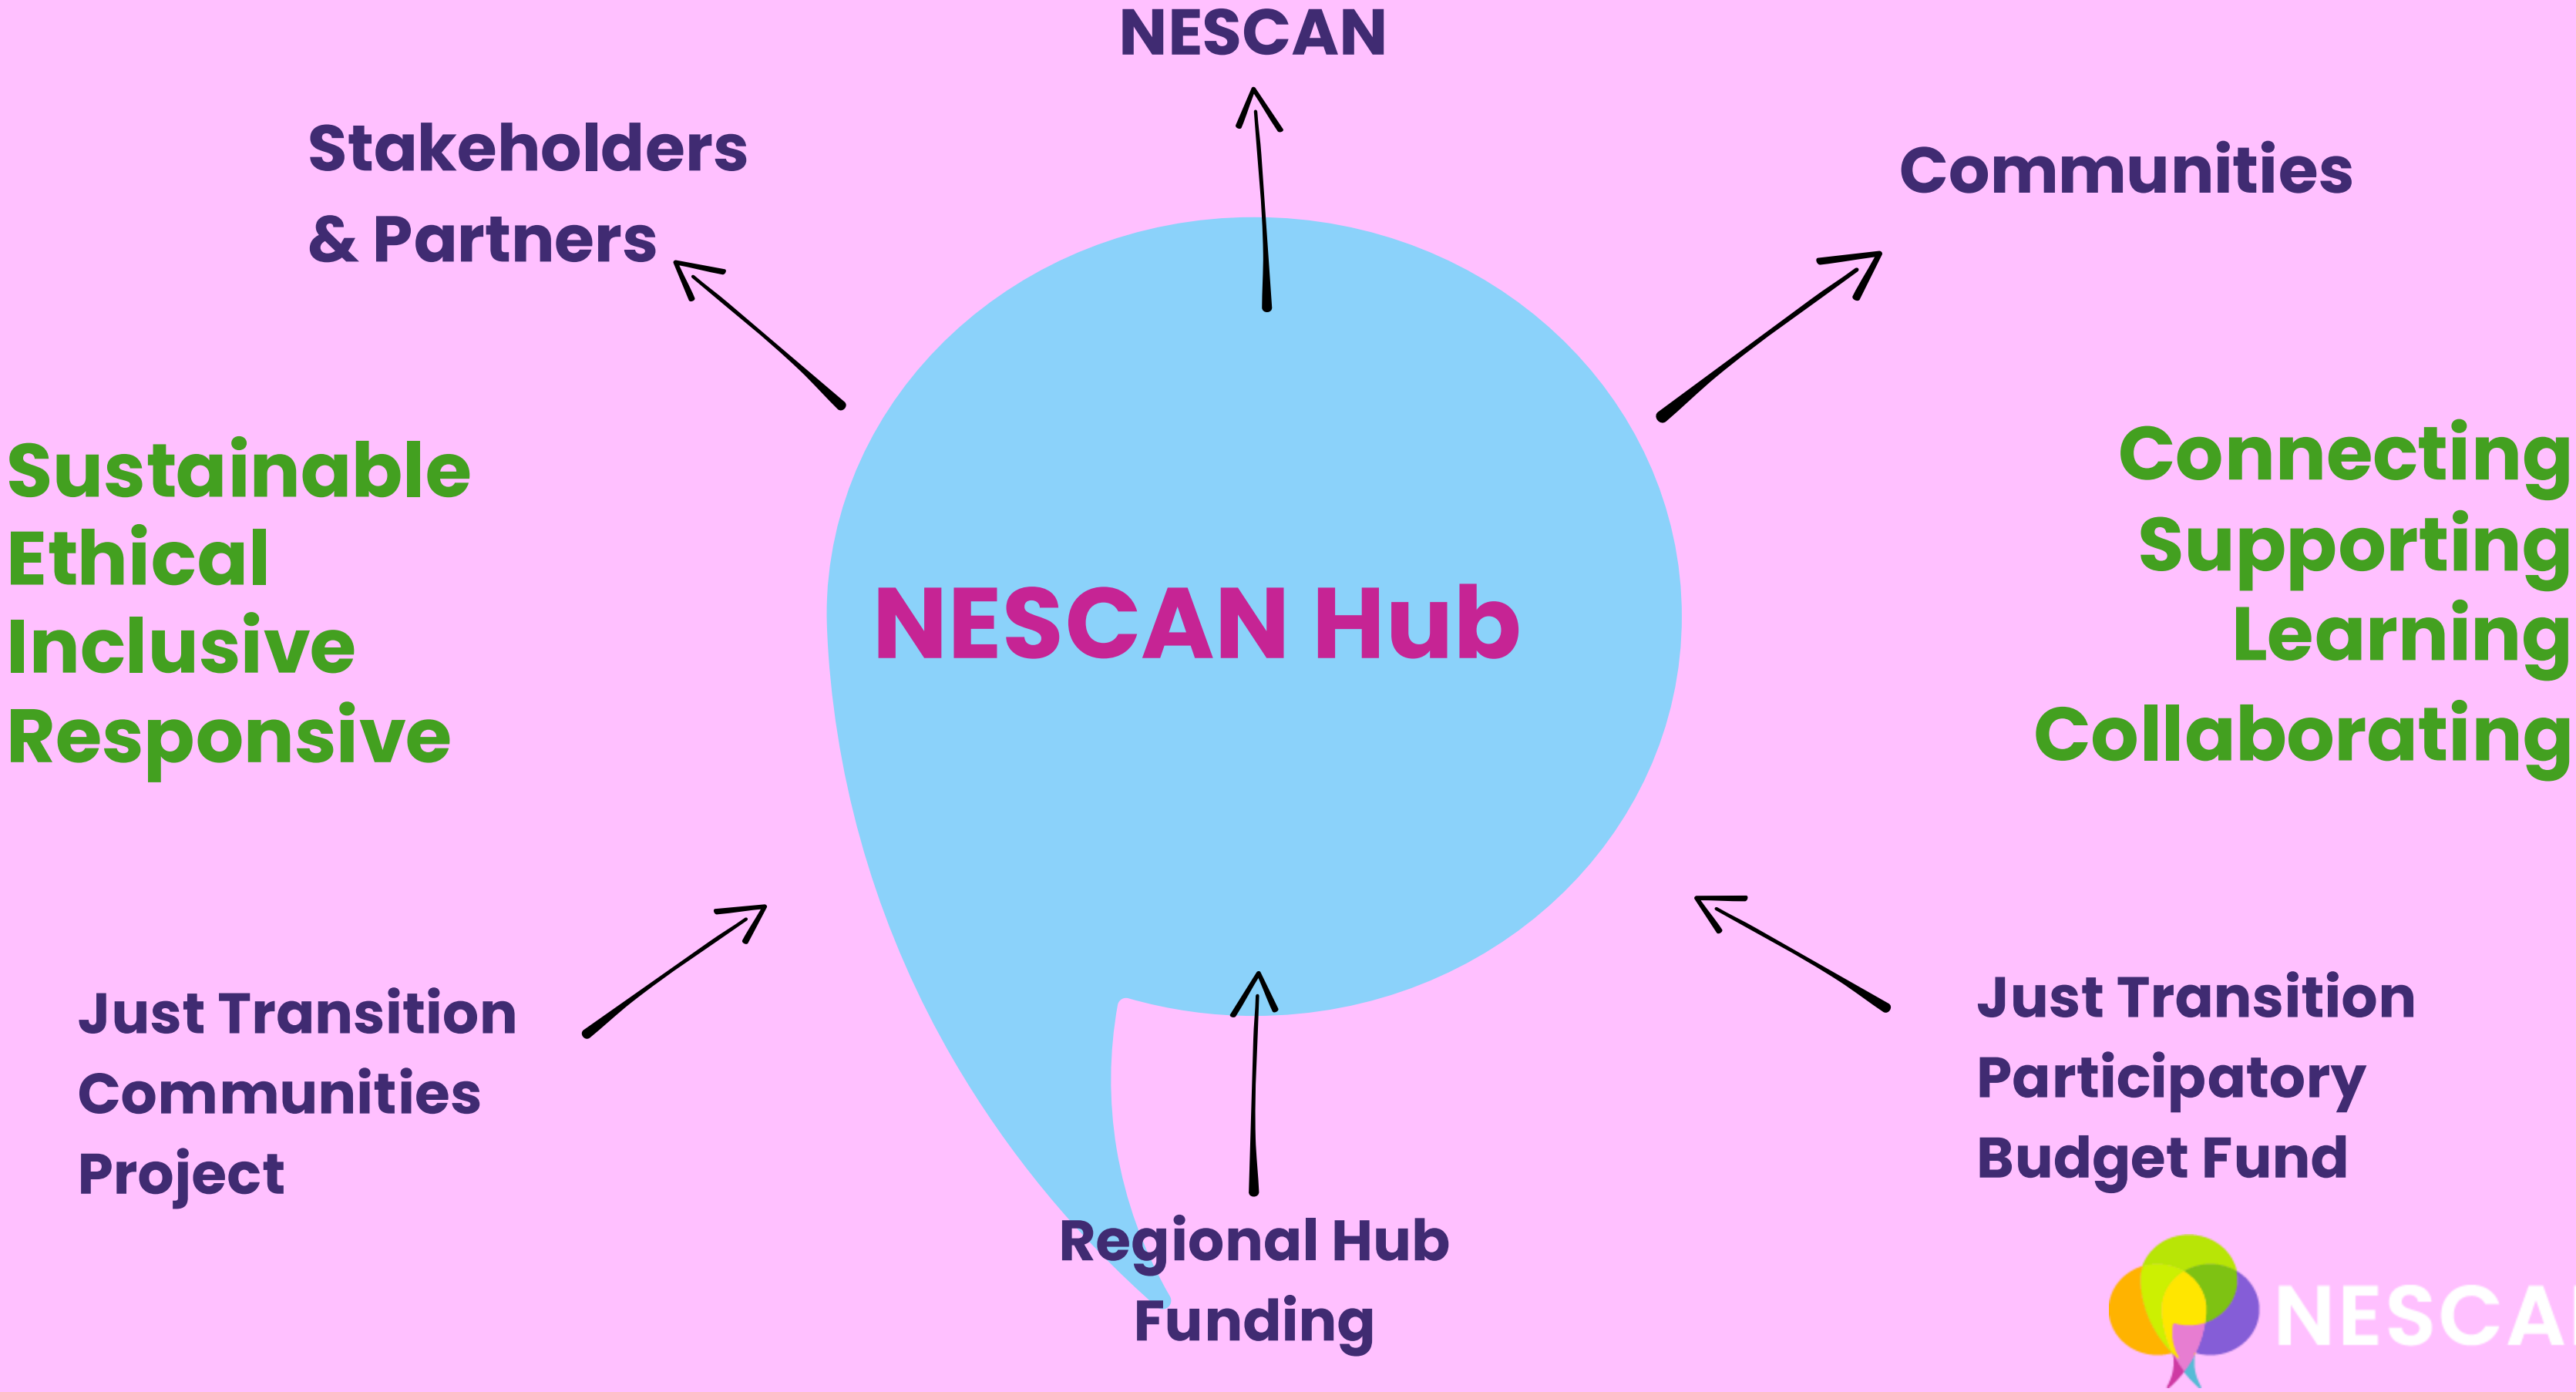 NESCAN
Stakeholders
& Partners
Communities
Sustainable
Ethical
Inclusive
Responsive
NESCAN Hub
Connecting
Supporting
Learning
Collaborating
Just Transition
Communities
Project
Regional Hub
Funding
Just Transition
Participatory
Budget Fund